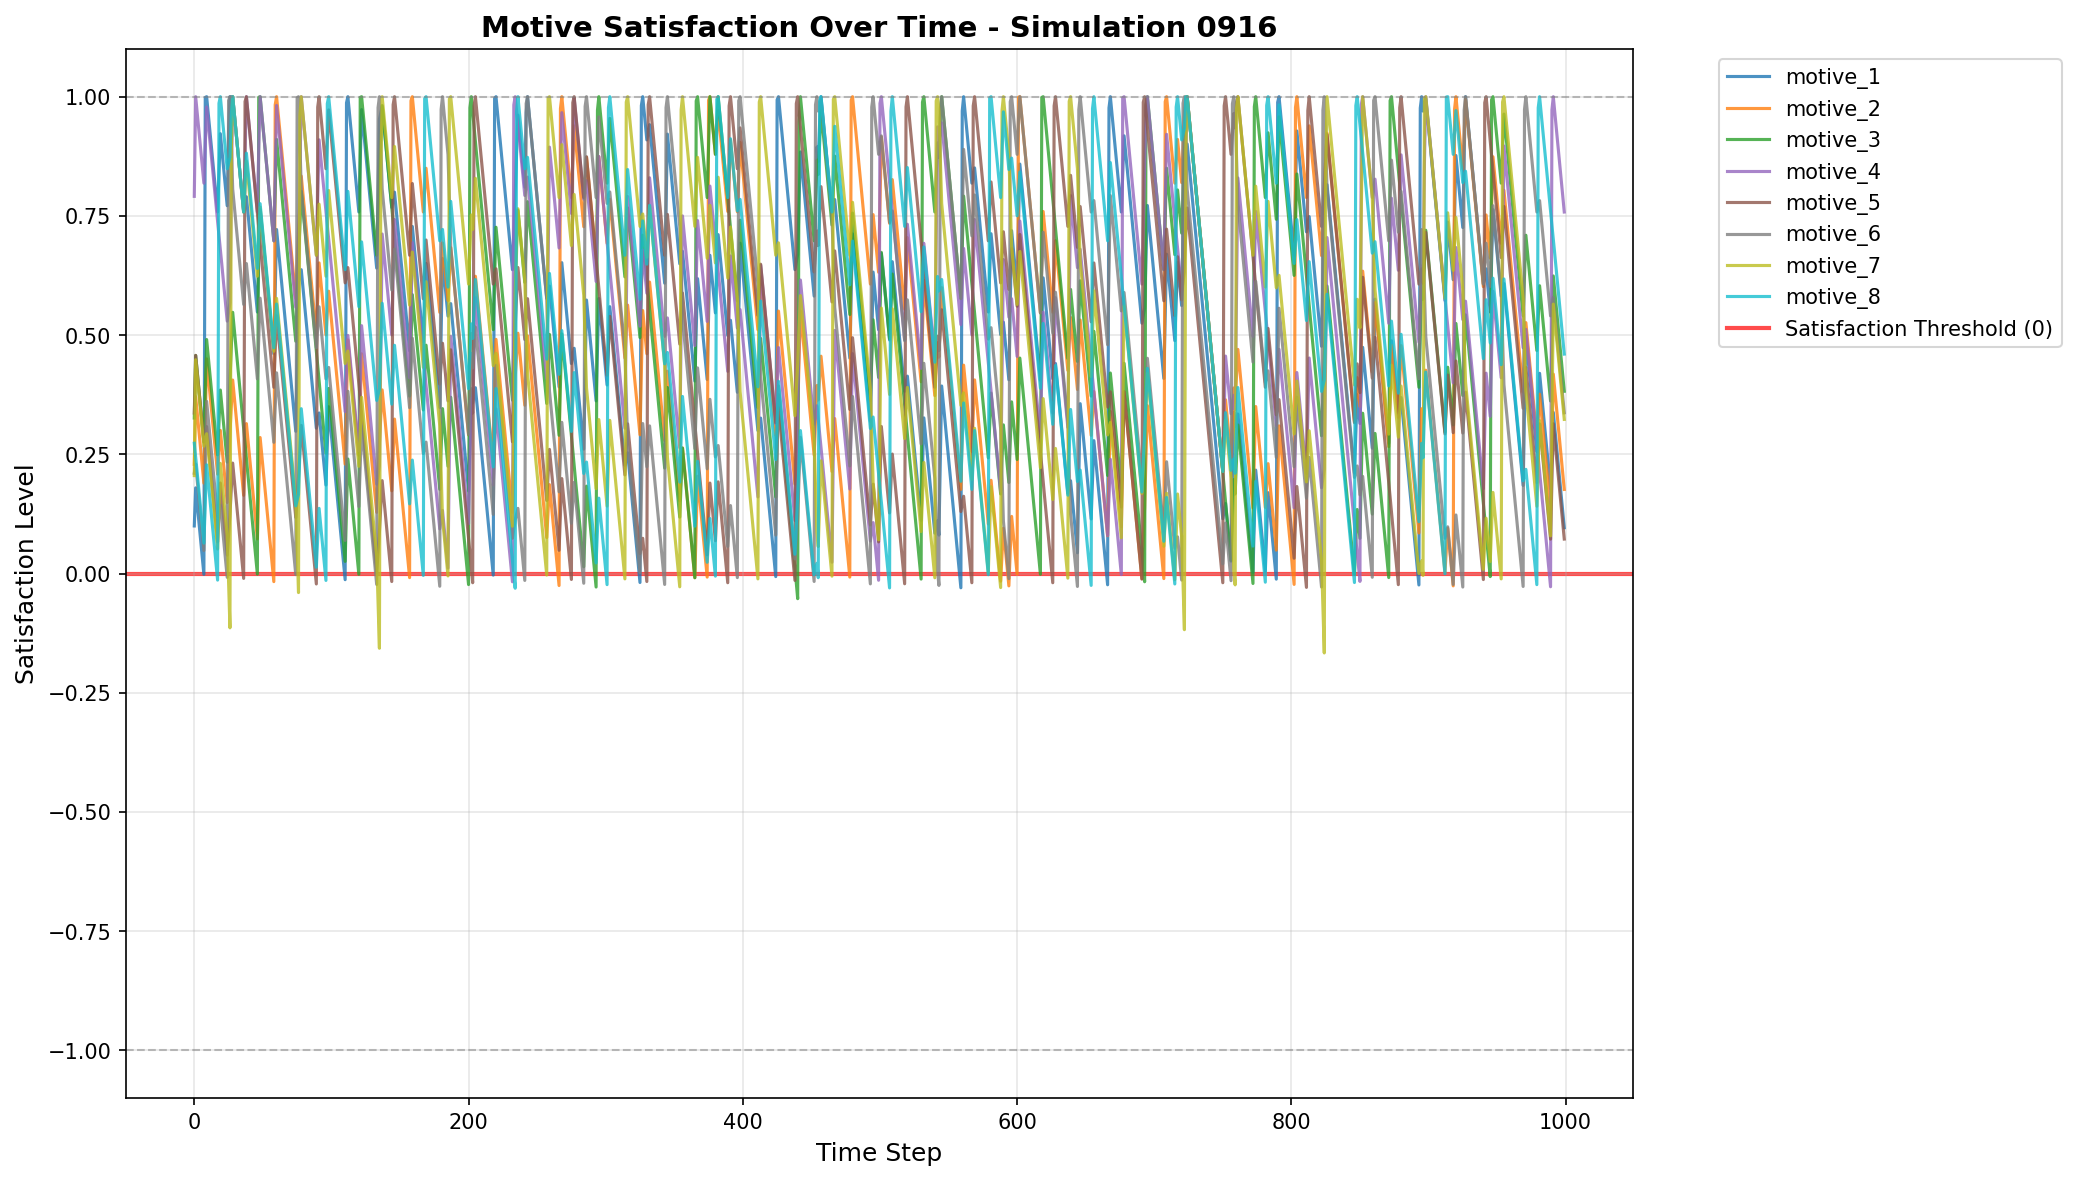 Motive Satisfaction Over Time - Simulation 0916
motive_1
motive_2
motive_3
motive_4
motive_5
motive_6
motive_7
motive_8
Satisfaction Threshold (0)
Satisfaction Level
1.00
0.75
0.50
0.25
0.00
−0.25
−0.50
−0.75
−1.00
0 200 400 600 800 1000
Time Step